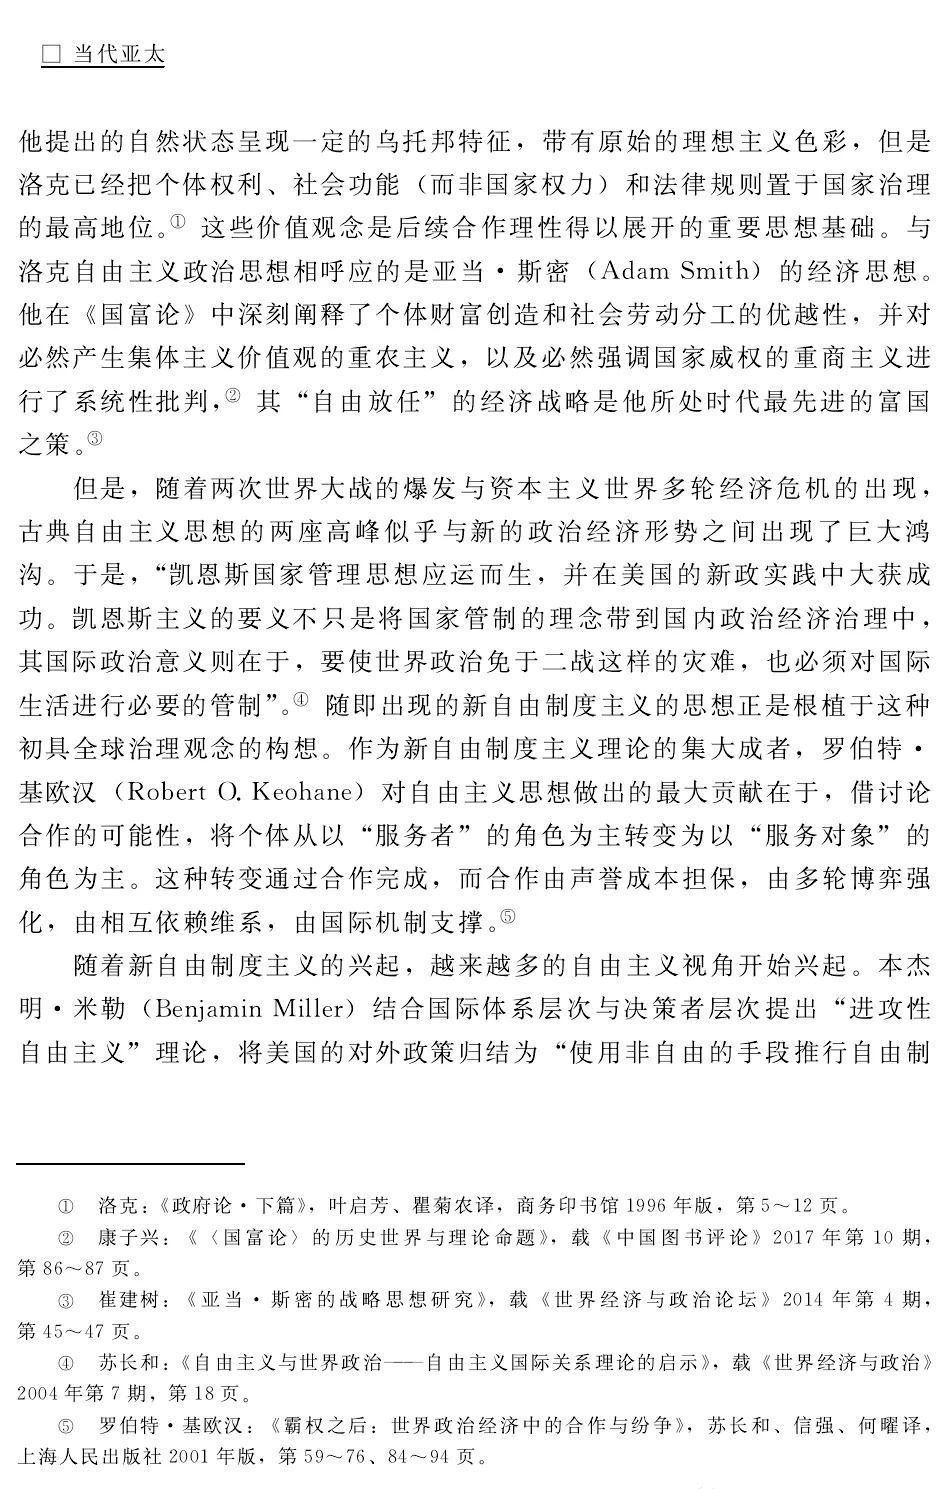 □ 当代亚太
他提出的自然状态呈现一定的乌托邦特征，带有原始的理想主义色彩，但是
洛克已经把个体权利、社会功能（而非国家权力）和法律规则置于国家治理
的最高地位。① 这些价值观念是后续合作理性得以展开的重要思想基础。与
洛克自由主义政治思想相呼应的是亚当·斯密（Adam Smith）的经济思想。
他在《国富论》中深刻阐释了个体财富创造和社会劳动分工的优越性，并对
必然产生集体主义价值观的重农主义，以及必然强调国家威权的重商主义进
行了系统性批判，② 其“自由放任”的经济战略是他所处时代最先进的富国
之策。③
但是，随着两次世界大战的爆发与资本主义世界多轮经济危机的出现，
古典自由主义思想的两座高峰似乎与新的政治经济形势之间出现了巨大鸿
沟。于是，“凯恩斯国家管理思想应运而生，并在美国的新政实践中大获成
功。凯恩斯主义的要义不只是将国家管制的理念带到国内政治经济治理中，
其国际政治意义则在于，要使世界政治免于二战这样的灾难，也必须对国际
生活进行必要的管制”。④ 随即出现的新自由制度主义的思想正是根植于这种
初具全球治理观念的构想。作为新自由制度主义理论的集大成者，罗伯特·
基欧汉（Robert O. Keohane）对自由主义思想做出的最大贡献在于，借讨论
合作的可能性，将个体从以“服务者”的角色为主转变为以“服务对象”的
角色为主。这种转变通过合作完成，而合作由声誉成本担保，由多轮博弈强
化，由相互依赖维系，由国际机制支撑。⑤
随着新自由制度主义的兴起，越来越多的自由主义视角开始兴起。本杰
明·米勒（Benjamin Miller）结合国际体系层次与决策者层次提出“进攻性
自由主义”理论，将美国的对外政策归结为“使用非自由的手段推行自由制
① 洛克：《政府论·下篇》，叶启芳、瞿菊农译，商务印书馆 1996 年版，第 5～12 页。
② 康子兴：《〈国富论〉的历史世界与理论命题》，载《中国图书评论》2017 年第 10 期，
第 86～87 页。
③ 崔建树：《亚当·斯密的战略思想研究》，载《世界经济与政治论坛》2014 年第 4 期，
第 45～47 页。
④ 苏长和：《自由主义与世界政治——自由主义国际关系理论的启示》，载《世界经济与政治》
2004 年第 7 期，第 18 页。
⑤ 罗伯特·基欧汉：《霸权之后：世界政治经济中的合作与纷争》，苏长和、信强、何曜译，
上海人民出版社 2001 年版，第 59～76、84～94 页。